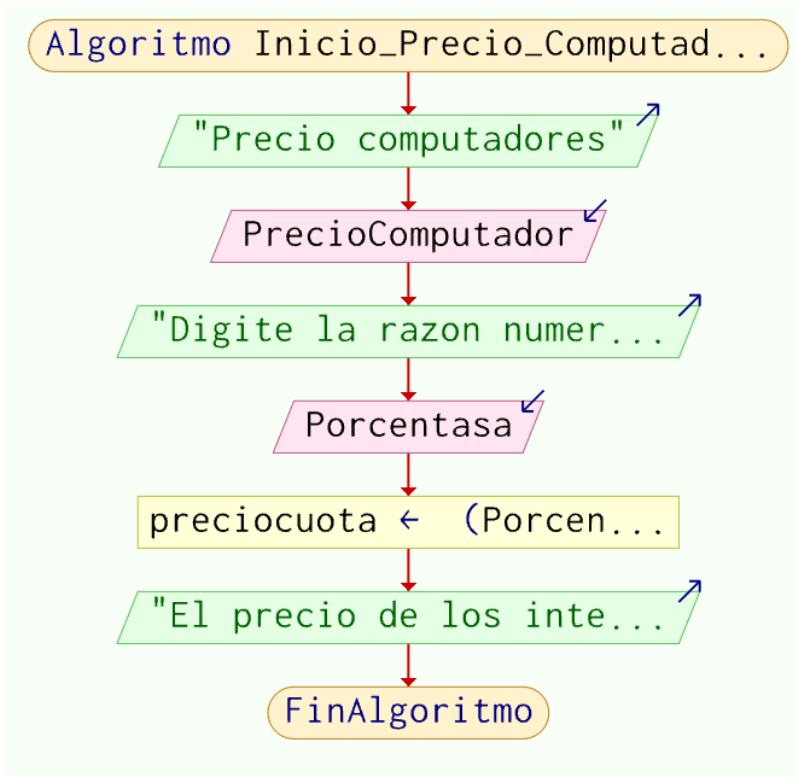 Algoritmo Inicio_Precio_Computad...
"Precio computadores"
PrecioComputador
"Digite la razon numer...
Porcentasa
preciocuota ← (Porcen...
"El precio de los inte...
FinAlgoritmo